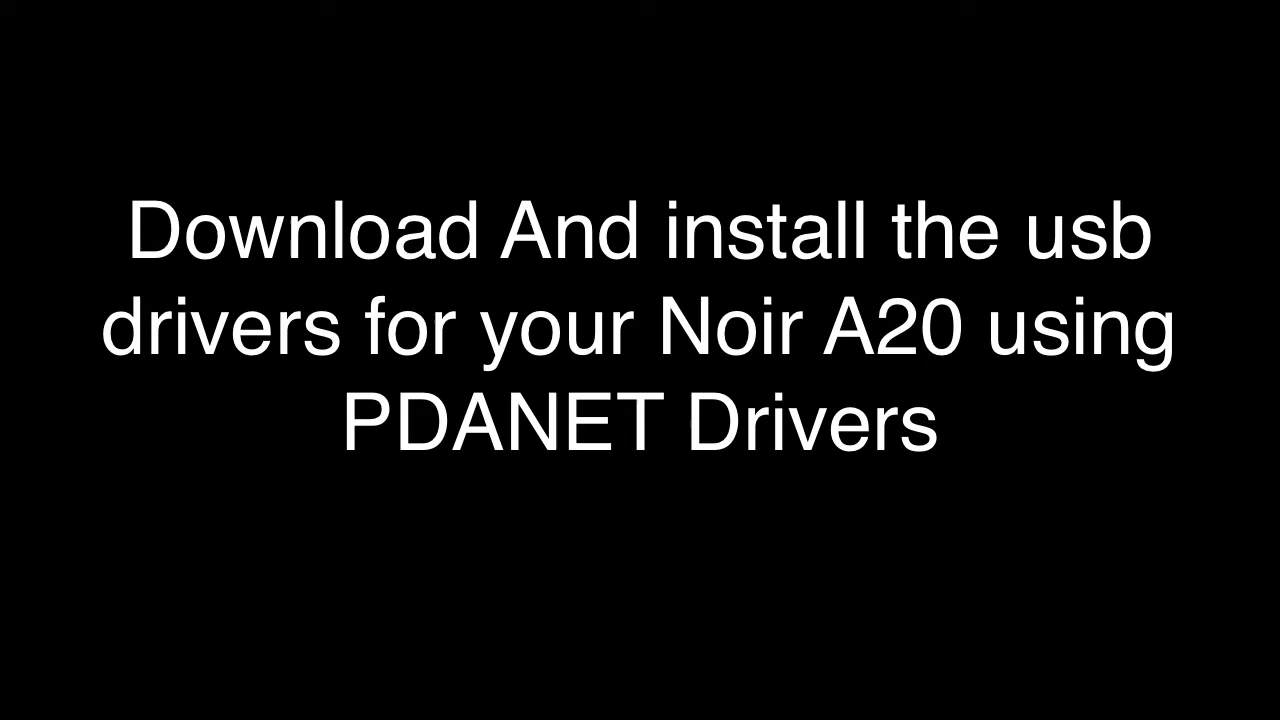 Download And install the usb
drivers for your Noir A20 using
PDANET Drivers